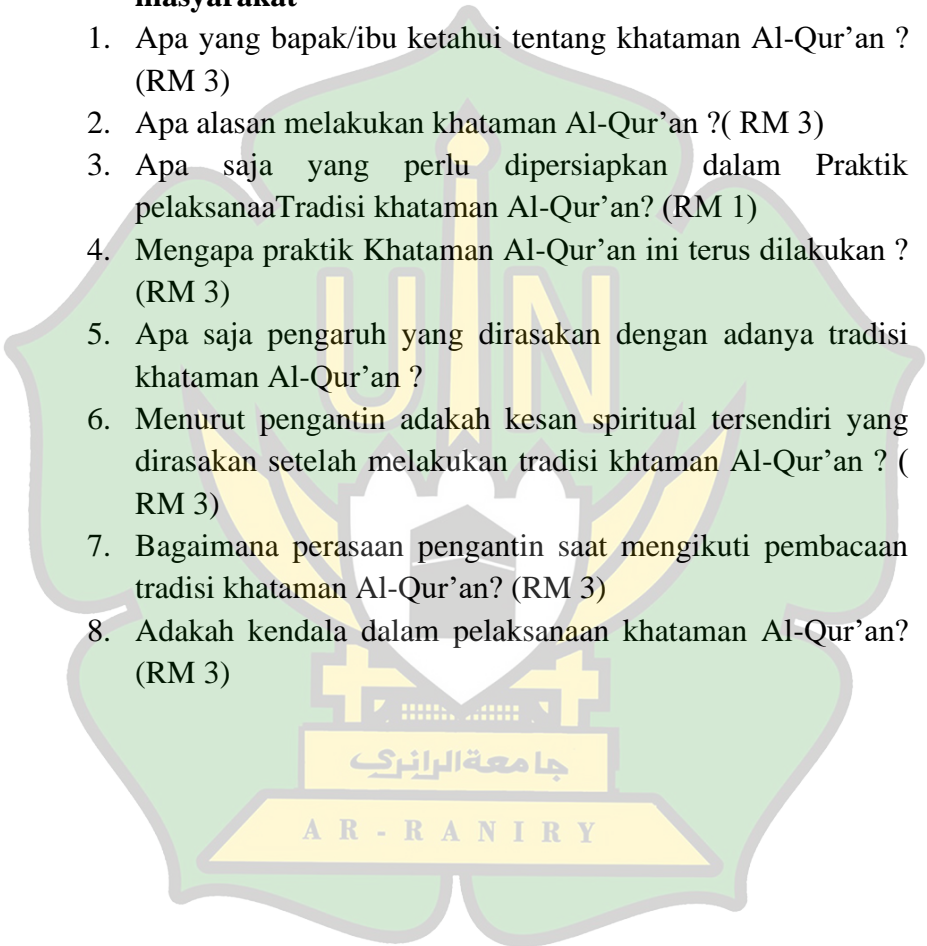 masyarakat
1. Apa yang bapak/ibu ketahui tentang khataman Al-Qur’an ?
(RM 3)
2. Apa alasan melakukan khataman Al-Qur’an ?( RM 3)
3. Apa saja yang perlu dipersiapkan dalam Praktik
pelaksanaaTradisi khataman Al-Qur’an? (RM 1)
4. Mengapa praktik Khataman Al-Qur’an ini terus dilakukan ?
(RM 3)
5. Apa saja pengaruh yang dirasakan dengan adanya tradisi
khataman Al-Qur’an ?
6. Menurut pengantin adakah kesan spiritual tersendiri yang
dirasakan setelah melakukan tradisi khtaman Al-Qur’an ? (
RM 3)
7. Bagaimana perasaan pengantin saat mengikuti pembacaan
tradisi khataman Al-Qur’an? (RM 3)
8. Adakah kendala dalam pelaksanaan khataman Al-Qur’an?
(RM 3)
UIN
جامعةالرانري
AR-RANIRY